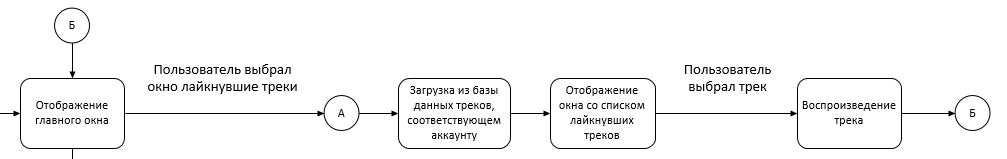 Б
Отображение
главного окна
Пользователь выбрал
окно лайкнувшие треки
А
Загрузка из базы
данных треков,
соответствующем
аккаунту
Отображение
окна со списком
лайкнувших
треков
Пользователь
выбрал трек
Воспроизведение
трека
Б